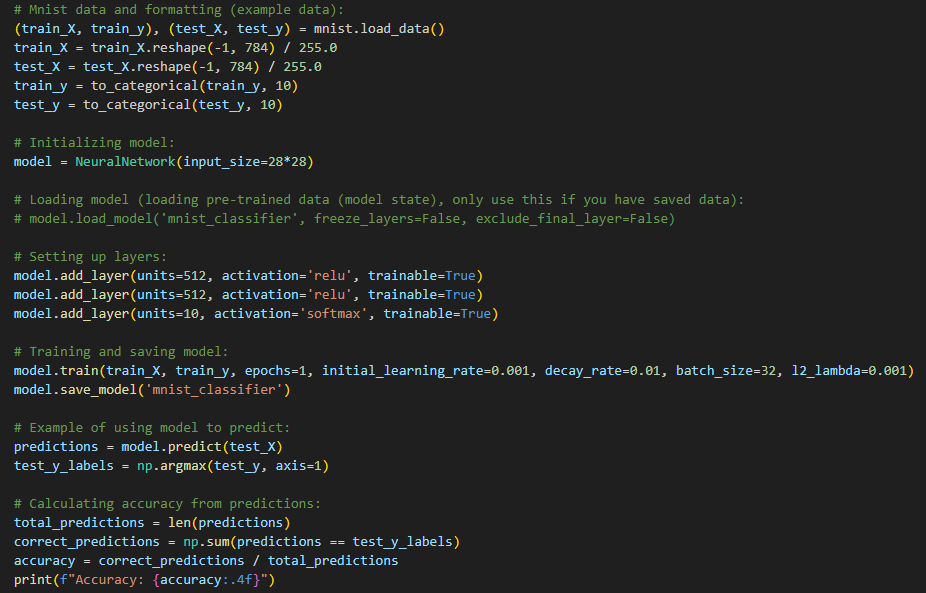 # Mnist data and formatting (example data):
(train_X, train_y), (test_X, test_y) = mnist.load_data()
train_X = train_X.reshape(-1, 784) / 255.0
test_X = test_X.reshape(-1, 784) / 255.0
train_y = to_categorical(train_y, 10)
test_y = to_categorical(test_y, 10)

# Initializing model:
model = NeuralNetwork(input_size=28*28)

# Loading model (loading pre-trained data (model state), only use this if you have saved data):
# model.load_model('mnist_classifier', freeze_layers=False, exclude_final_layer=False)

# Setting up layers:
model.add_layer(units=512, activation='relu', trainable=True)
model.add_layer(units=512, activation='relu', trainable=True)
model.add_layer(units=10, activation='softmax', trainable=True)

# Training and saving model:
model.train(train_X, train_y, epochs=1, initial_learning_rate=0.001, decay_rate=0.01, batch_size=32, l2_lambda=0.001)
model.save_model('mnist_classifier')

# Example of using model to predict:
predictions = model.predict(test_X)
test_y_labels = np.argmax(test_y, axis=1)

# Calculating accuracy from predictions:
total_predictions = len(predictions)
correct_predictions = np.sum(predictions == test_y_labels)
accuracy = correct_predictions / total_predictions
print(f"Accuracy: {accuracy:.4f}")